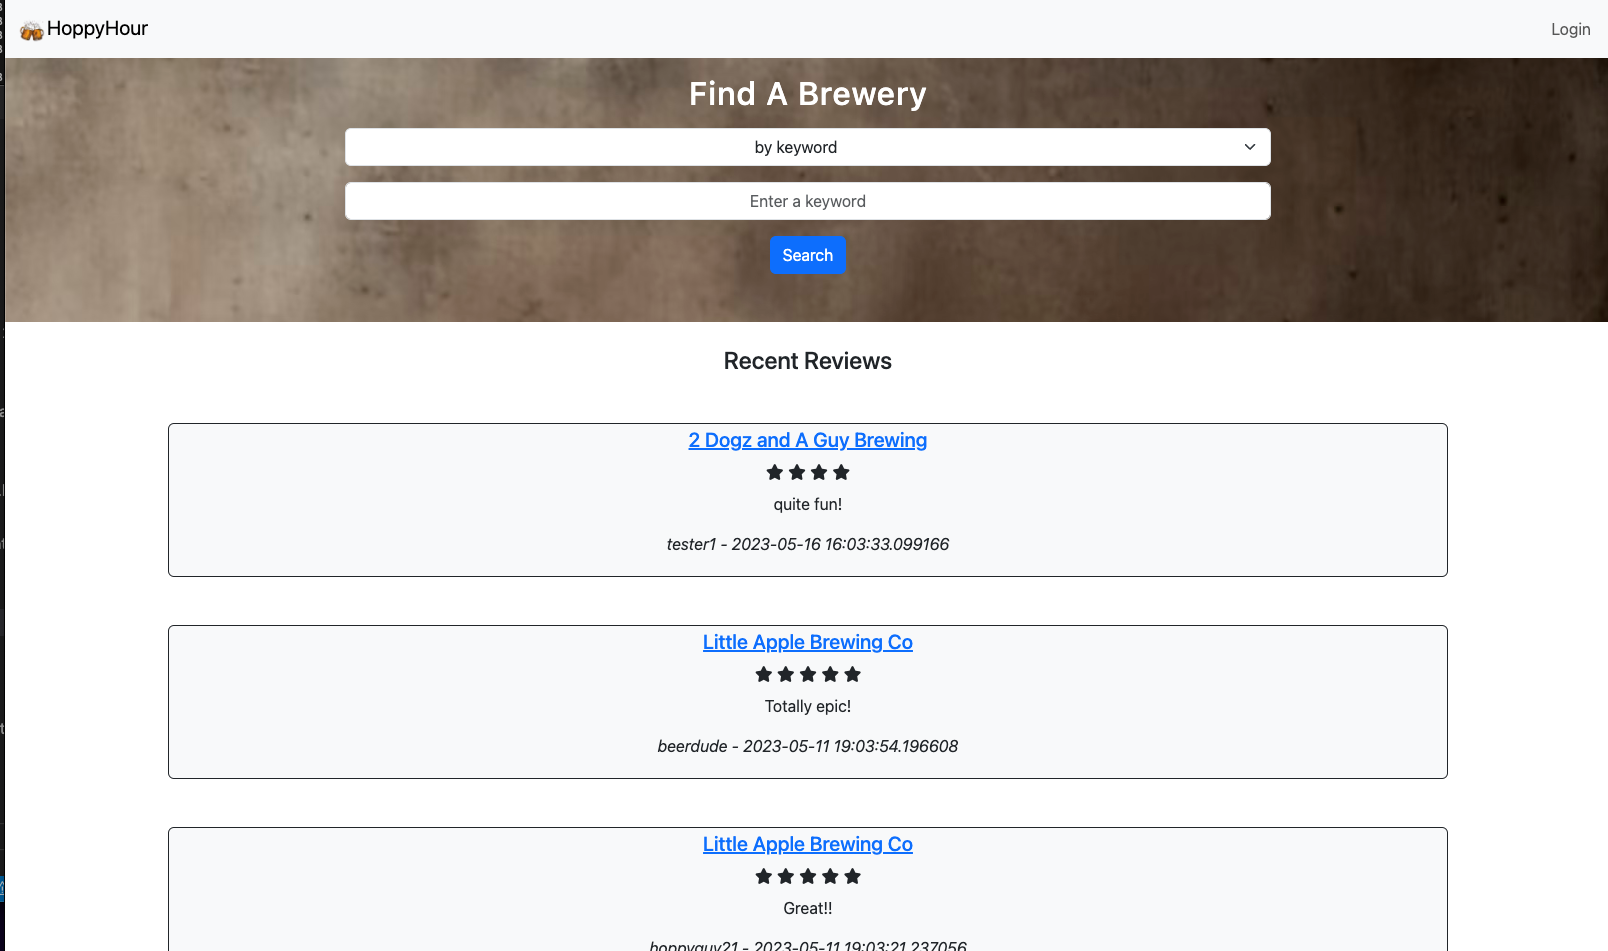 HoppyHour
Login
Find A Brewery
by keyword
Enter a keyword
Search
Recent Reviews
2 Dogz and A Guy Brewing
quite fun!
tester1 - 2023-05-16 16:03:33.099166
Little Apple Brewing Co
Totally epic!
beerdude - 2023-05-11 19:03:54.196608
Little Apple Brewing Co
Great!!
hoppyguy21 - 2023-05-11 19:03:21.237056